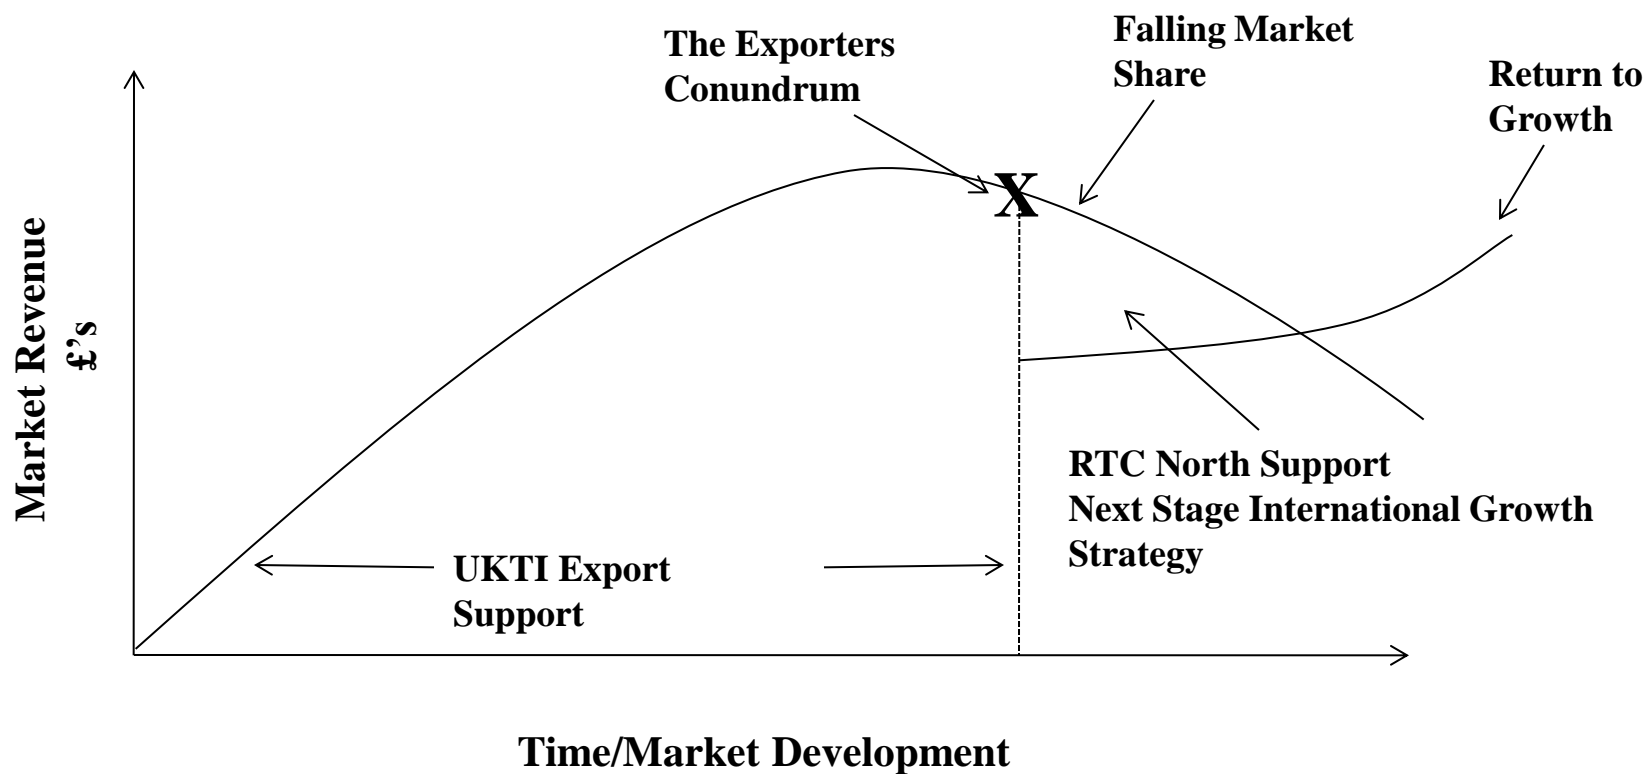 The Exporters
Conundrum
Falling Market
Share
Return to
Growth
X
Market Revenue
£’s
RTC North Support
Next Stage International Growth
Strategy
UKTI Export
Support
Time/Market Development